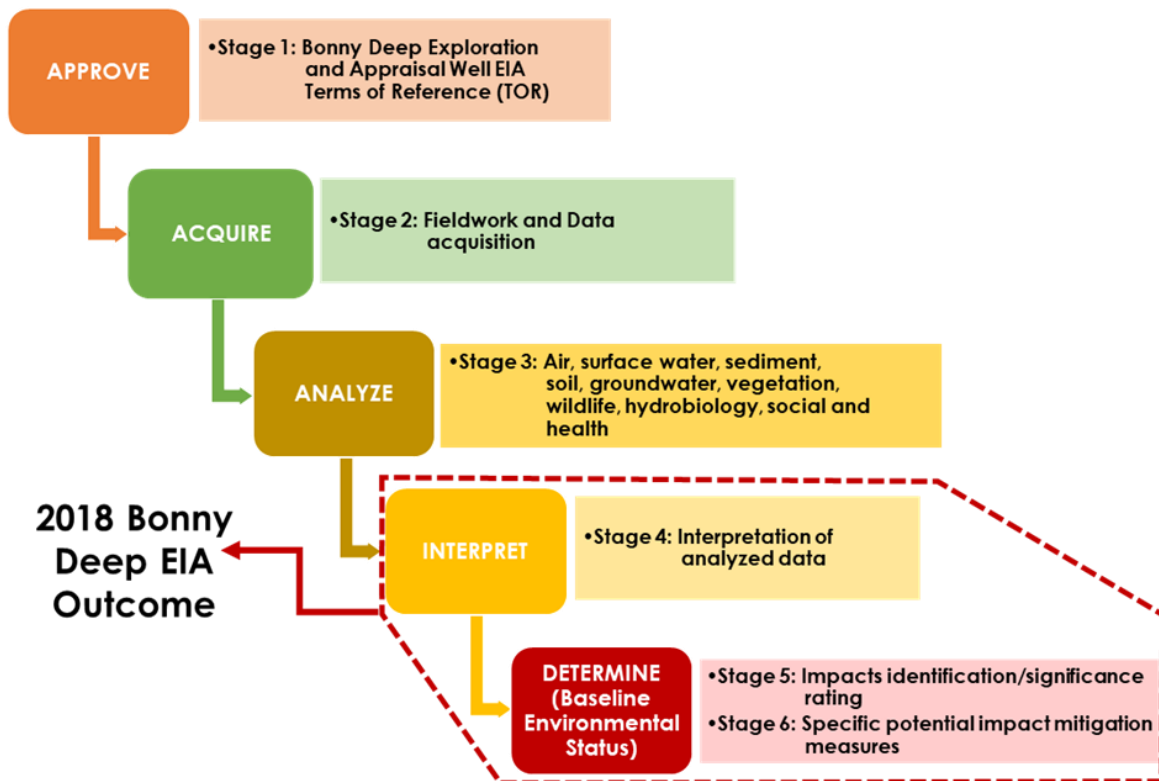 APPROVE
•Stage 1: Bonny Deep Exploration
and Appraisal Well EIA
Terms of Reference (TOR)
ACQUIRE
•Stage 2: Fieldwork and Data
acquisition
ANALYZE
•Stage 3: Air, surface water, sediment,
soil, groundwater, vegetation,
wildlife, hydrobiology, social and
health
2018 Bonny
Deep EIA
Outcome
INTERPRET
•Stage 4: Interpretation of
analyzed data
DETERMINE
(Baseline
Environmental
Status)
•Stage 5: Impacts identification/significance
rating
•Stage 6: Specific potential impact mitigation
measures